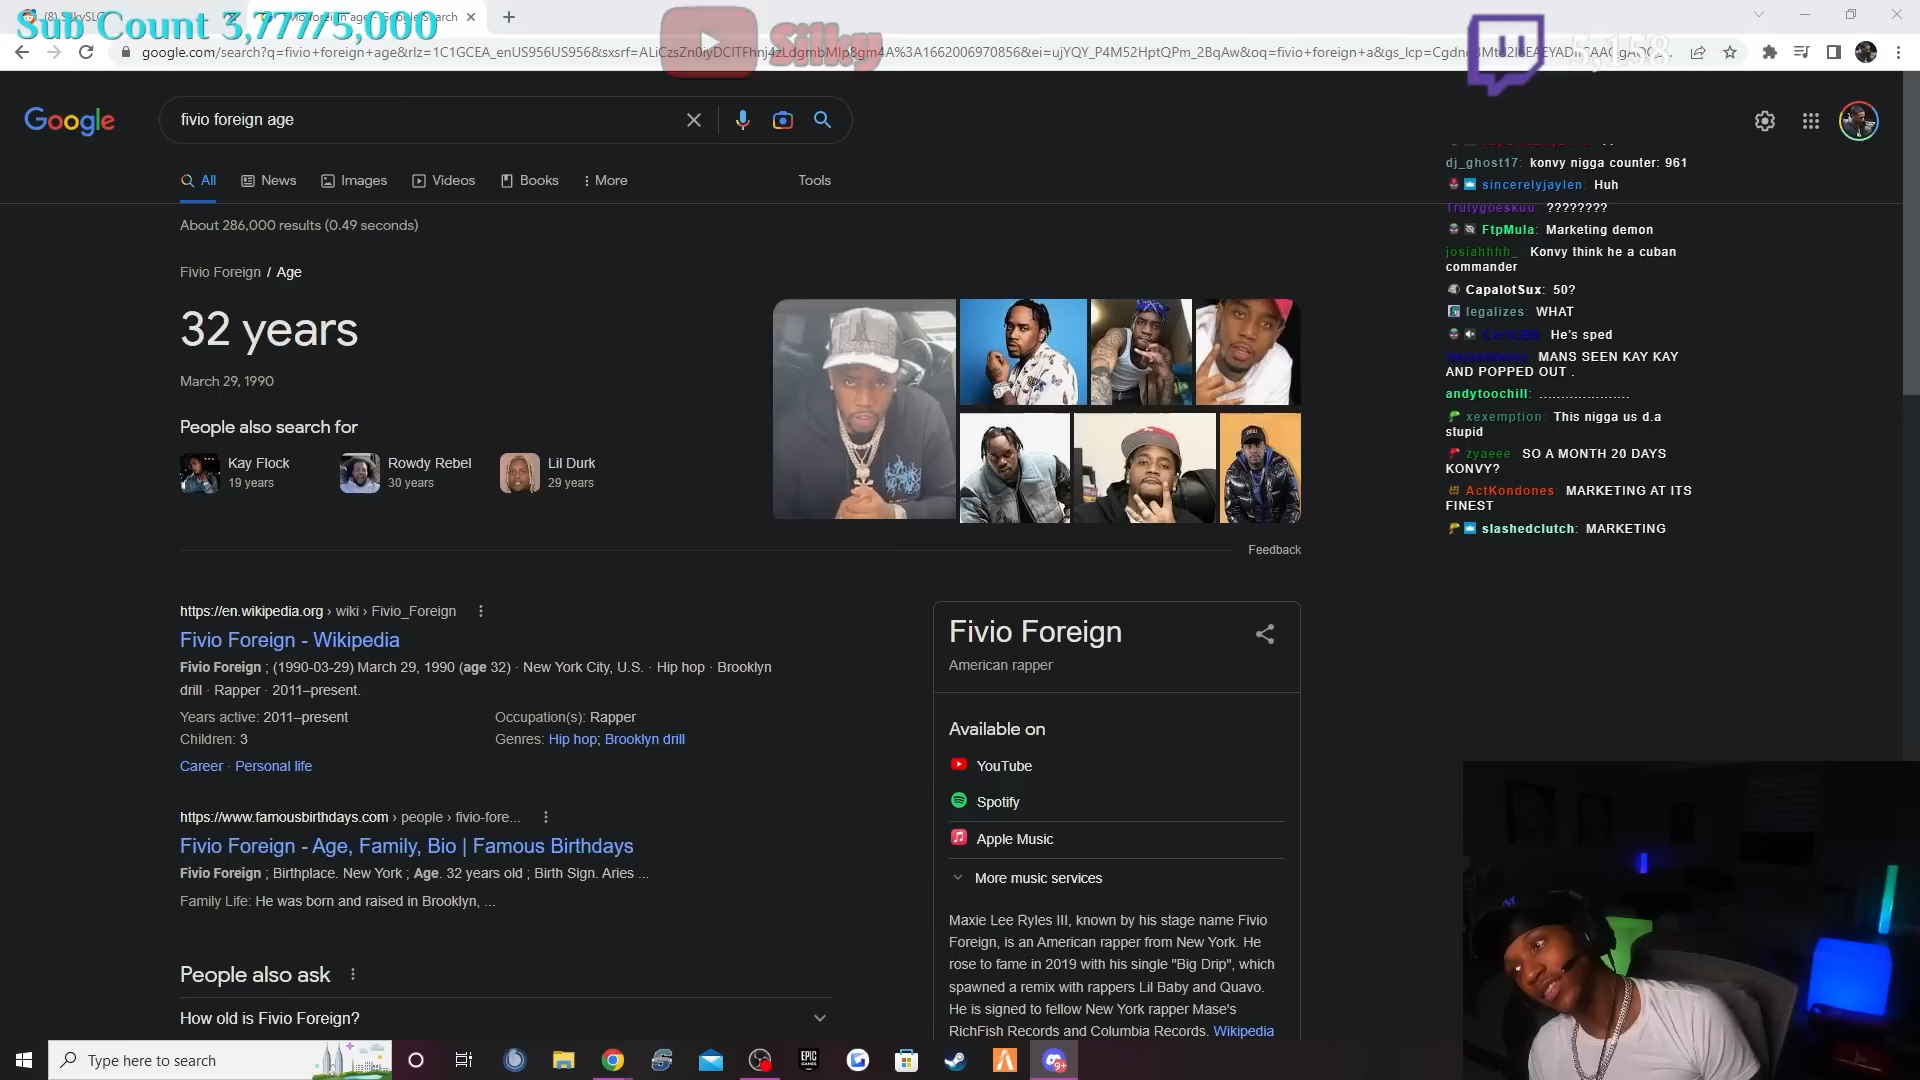 Sub Count 3,777/5,000
Silky
5,158
Google
fivio foreign age
All News Images Videos Books More Tools
About 286,000 results (0.49 seconds)
Fivio Foreign / Age
32 years
March 29, 1990
People also search for
Kay Flock
19 years
Rowdy Rebel
30 years
Lil Durk
29 years
Feedback
https://en.wikipedia.org › wiki › Fivio_Foreign
Fivio Foreign - Wikipedia
Fivio Foreign ; (1990-03-29) March 29, 1990 (age 32) · New York City, U.S. · Hip hop · Brooklyn
drill · Rapper · 2011–present.
Years active: 2011–present
Occupation(s): Rapper
Children: 3
Genres: Hip hop; Brooklyn drill
Career · Personal life
https://www.famousbirthdays.com › people › fivio-fore...
Fivio Foreign - Age, Family, Bio | Famous Birthdays
Fivio Foreign ; Birthplace. New York ; Age. 32 years old ; Birth Sign. Aries ...
Family Life: He was born and raised in Brooklyn, ...
People also ask
How old is Fivio Foreign?
Fivio Foreign
American rapper
Available on
YouTube
Spotify
Apple Music
More music services
Maxie Lee Ryles III, known by his stage name Fivio
Foreign, is an American rapper from New York. He
rose to fame in 2019 with his single "Big Drip", which
spawned a remix with rappers Lil Baby and Quavo.
He is signed to fellow New York rapper Mase's
RichFish Records and Columbia Records. Wikipedia
dj_ghost17: konvy nigga counter: 961
sincerelyjaylen: Huh
Trulygoeskuu ????????
FtpMula: Marketing demon
josiahhhh_ Konvy think he a cuban
commander
CapalotSux: 50?
legalizes: WHAT
He's sped
MANS SEEN KAY KAY
AND POPPED OUT .
andytoochill: .....................
xexemption: This nigga us d.a
stupid
zyaeee: SO A MONTH 20 DAYS
KONVY?
ActKondones: MARKETING AT ITS
FINEST
slashedclutch: MARKETING
Type here to search
EPIC
GAMES
9+